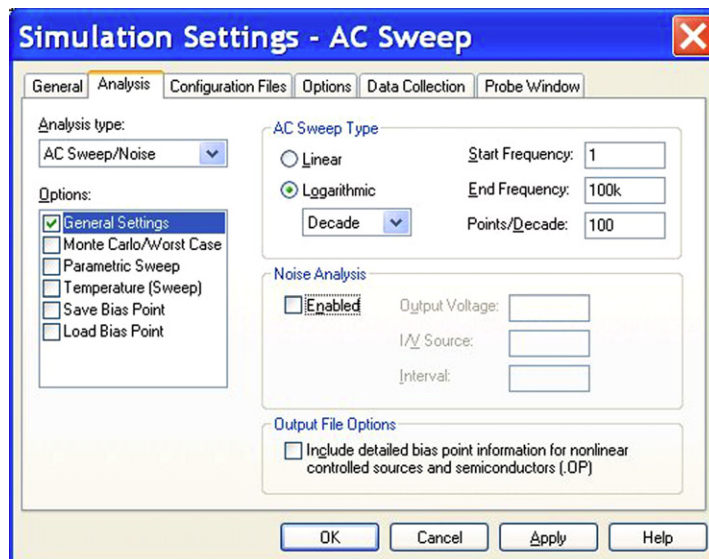 Simulation Settings - AC Sweep
General Analysis Configuration Files Options Data Collection Probe Window
Analysis type:
AC Sweep/Noise
Options:
General Settings
Monte Carlo/Worst Case
Parametric Sweep
Temperature (Sweep)
Save Bias Point
Load Bias Point
AC Sweep Type
Linear
Logarithmic
Decade
Start Frequency: 1
End Frequency: 100k
Points/Decade: 100
Noise Analysis
Enabled
Output Voltage:
I/V Source:
Interval:
Output File Options
Include detailed bias point information for nonlinear
controlled sources and semiconductors (.OP)
OK Cancel Apply Help